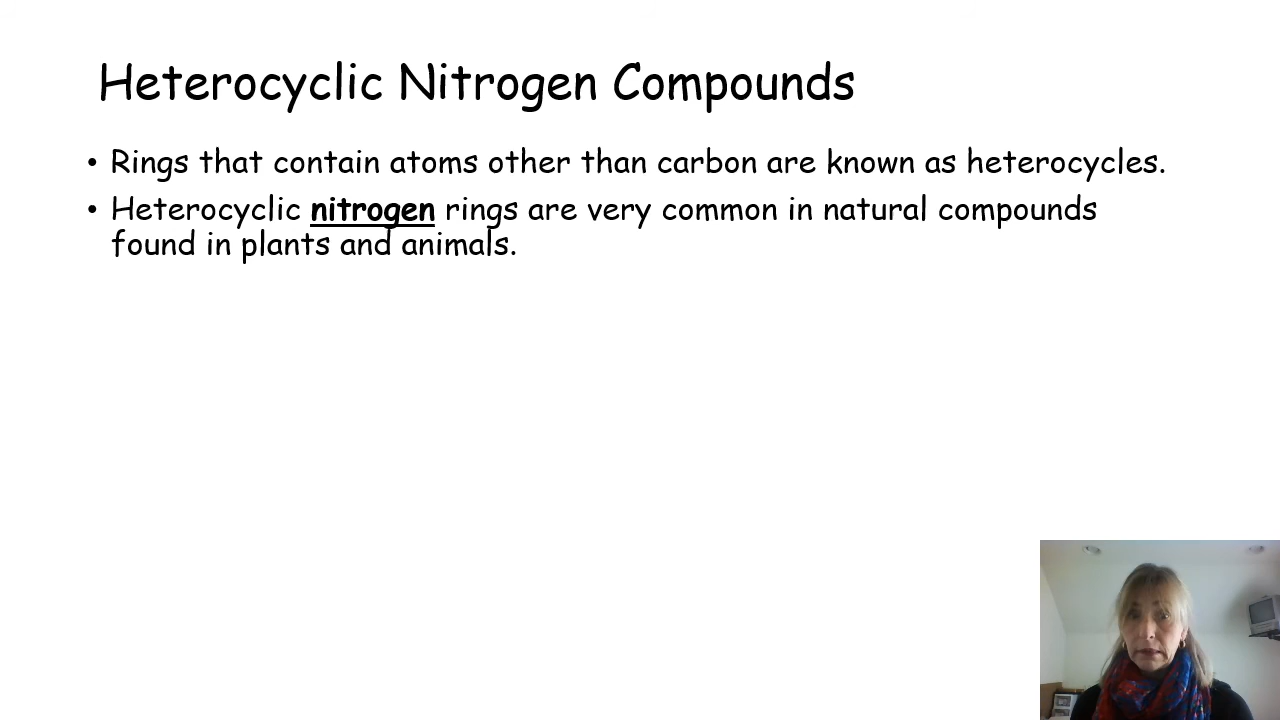 Heterocyclic Nitrogen Compounds
• Rings that contain atoms other than carbon are known as heterocycles.
• Heterocyclic nitrogen rings are very common in natural compounds
found in plants and animals.